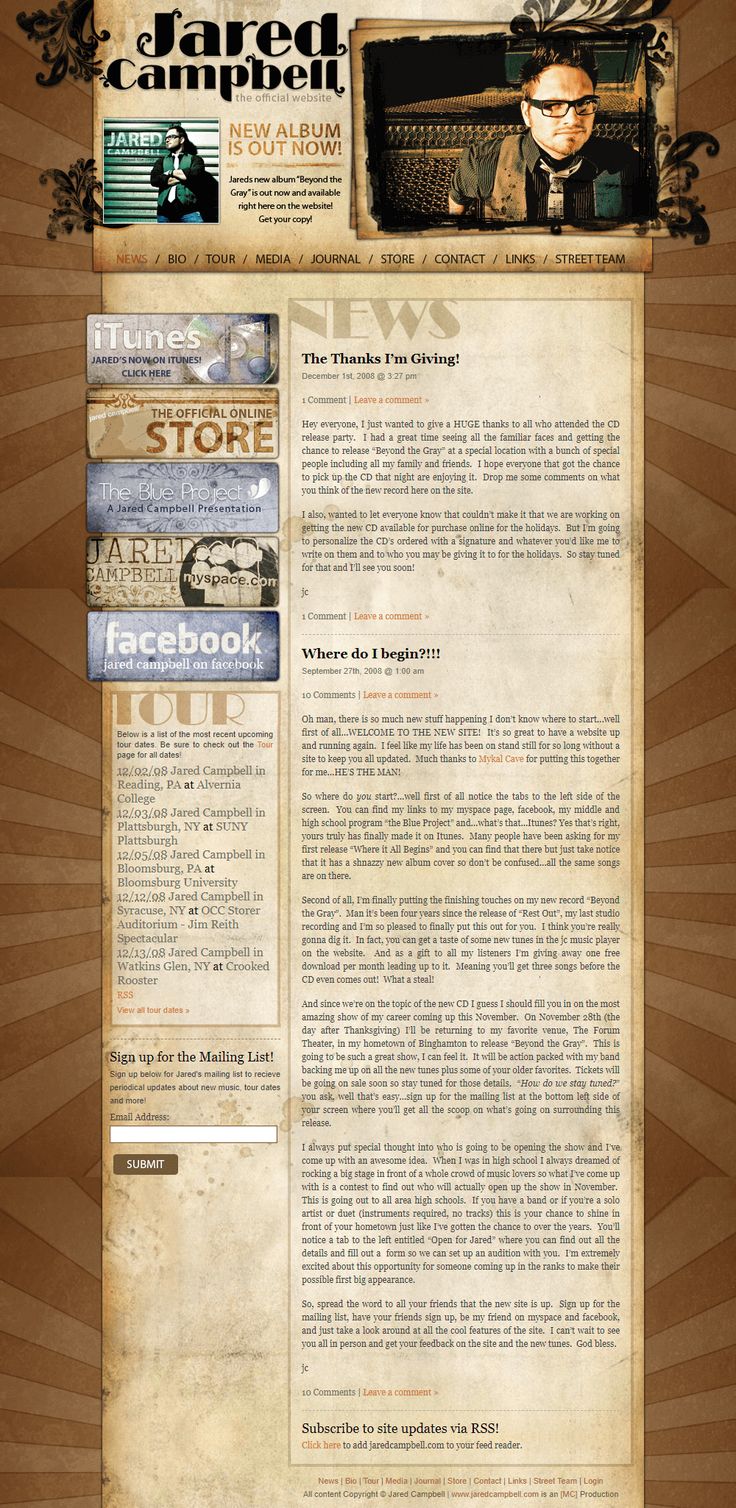 Jared
Campbell
the official website
JARED
CAMPBELL
NEW ALBUM
IS OUT NOW!
Jareds new album "Beyond the
Gray" is out now and available
right here on the website!
Get your copy!
NEWS / BIO / TOUR / MEDIA / JOURNAL / STORE / CONTACT / LINKS / STREET TEAM
iTunes
JARED'S NOW ON ITUNES!
CLICK HERE
jared campbell
THE OFFICIAL ONLINE
STORE
The Blue Project
A Jared Campbell Presentation
JARED
CAMPBELL
myspace.com
facebook
jared campbell on facebook
TOUR
Below is a list of the most recent upcoming
tour dates. Be sure to check out the Tour
page for all dates!
12/02/08 Jared Campbell in
Reading, PA at Alvernia
College
12/03/08 Jared Campbell in
Plattsburgh, NY at SUNY
Plattsburgh
12/05/08 Jared Campbell in
Bloomsburg, PA at
Bloomsburg University
12/12/08 Jared Campbell in
Syracuse, NY at OCC Storer
Auditorium - Jim Reith
Spectacular
12/13/08 Jared Campbell in
Watkins Glen, NY at Crooked
Rooster
RSS
View all tour dates »
Sign up for the Mailing List!
Sign up below for Jared's mailing list to recieve
periodical updates about new music, tour dates
and more!
Email Address:
SUBMIT
NEWS
The Thanks I'm Giving!
December 1st, 2008 @ 3:27 pm
1 Comment | Leave a comment »
Hey everyone, I just wanted to give a HUGE thanks to all who attended the CD
release party. I had a great time seeing all the familiar faces and getting the
chance to release "Beyond the Gray" at a special location with a bunch of special
people including all my family and friends. I hope everyone that got the chance
to pick up the CD that night are enjoying it. Drop me some comments on what
you think of the new record here on the site.
I also, wanted to let everyone know that couldn't make it that we are working on
getting the new CD available for purchase online for the holidays. But I'm going
to personalize the CD's ordered with a signature and whatever you'd like me to
write on them and to who you may be giving it to for the holidays. So stay tuned
for that and I'll see you soon!
jc
1 Comment | Leave a comment »
Where do I begin?!!!
September 27th, 2008 @ 1:00 am
10 Comments | Leave a comment »
Oh man, there is so much new stuff happening I don't know where to start...well
first of all...WELCOME TO THE NEW SITE! It's so great to have a website up
and running again. I feel like my life has been on stand still for so long without a
site to keep you all updated. Much thanks to Mykal Cave for putting this together
for me...HE'S THE MAN!
So where do you start?...well first of all notice the tabs to the left side of the
screen. You can find my links to my myspace page, facebook, my middle and
high school program "the Blue Project" and...what's that...Itunes? Yes that's right,
yours truly has finally made it on Itunes. Many people have been asking for my
first release "Where it All Begins" and you can find that there but just take notice
that it has a shnazzy new album cover so don't be confused...all the same songs
are on there.
Second of all, I'm finally putting the finishing touches on my new record "Beyond
the Gray". Man it's been four years since the release of "Rest Out", my last studio
recording and I'm so pleased to finally put this out for you. I think you're really
gonna dig it. In fact, you can get a taste of some new tunes in the jc music player
on the website. And as a gift to all my listeners I'm giving away one free
download per month leading up to it. Meaning you'll get three songs before the
CD even comes out! What a steal!
And since we're on the topic of the new CD I guess I should fill you in on the most
amazing show of my career coming up this November. On November 28th (the
day after Thanksgiving) I'll be returning to my favorite venue, The Forum
Theater, in my hometown of Binghamton to release "Beyond the Gray". This is
going to be such a great show, I can feel it. It will be action packed with my band
backing me up on all the new tunes plus some of your older favorites. Tickets will
be going on sale soon so stay tuned for those details. "How do we stay tuned?"
you ask, well that's easy...sign up for the mailing list at the bottom left side of
your screen where you'll get all the scoop on what's going on surrounding this
release.
I always put special thought into who is going to be opening the show and I've
come up with an awesome idea. When I was in high school I always dreamed of
rocking a big stage in front of a whole crowd of music lovers so what I've come up
with is a contest to find out who will actually open up the show in November.
This is going out to all area high schools. If you have a band or if you're a solo
artist or duet (instruments required, no tracks) this is your chance to shine in
front of your hometown just like I've gotten the chance to over the years. You'll
notice a tab to the left entitled "Open for Jared" where you can find out all the
details and fill out a form so we can set up an audition with you. I'm extremely
excited about this opportunity for someone coming up in the ranks to make their
possible first big appearance.
So, spread the word to all your friends that the new site is up. Sign up for the
mailing list, have your friends sign up, be my friend on myspace and facebook,
and just take a look around at all the cool features of the site. I can't wait to see
you all in person and get your feedback on the site and the new tunes. God bless.
jc
10 Comments | Leave a comment »
Subscribe to site updates via RSS!
Click here to add jaredcampbell.com to your feed reader.
News | Bio | Tour | Media | Journal | Store | Contact | Links | Street Team | Login
All content Copyright © Jared Campbell | www.jaredcampbell.com is an [MC] Production